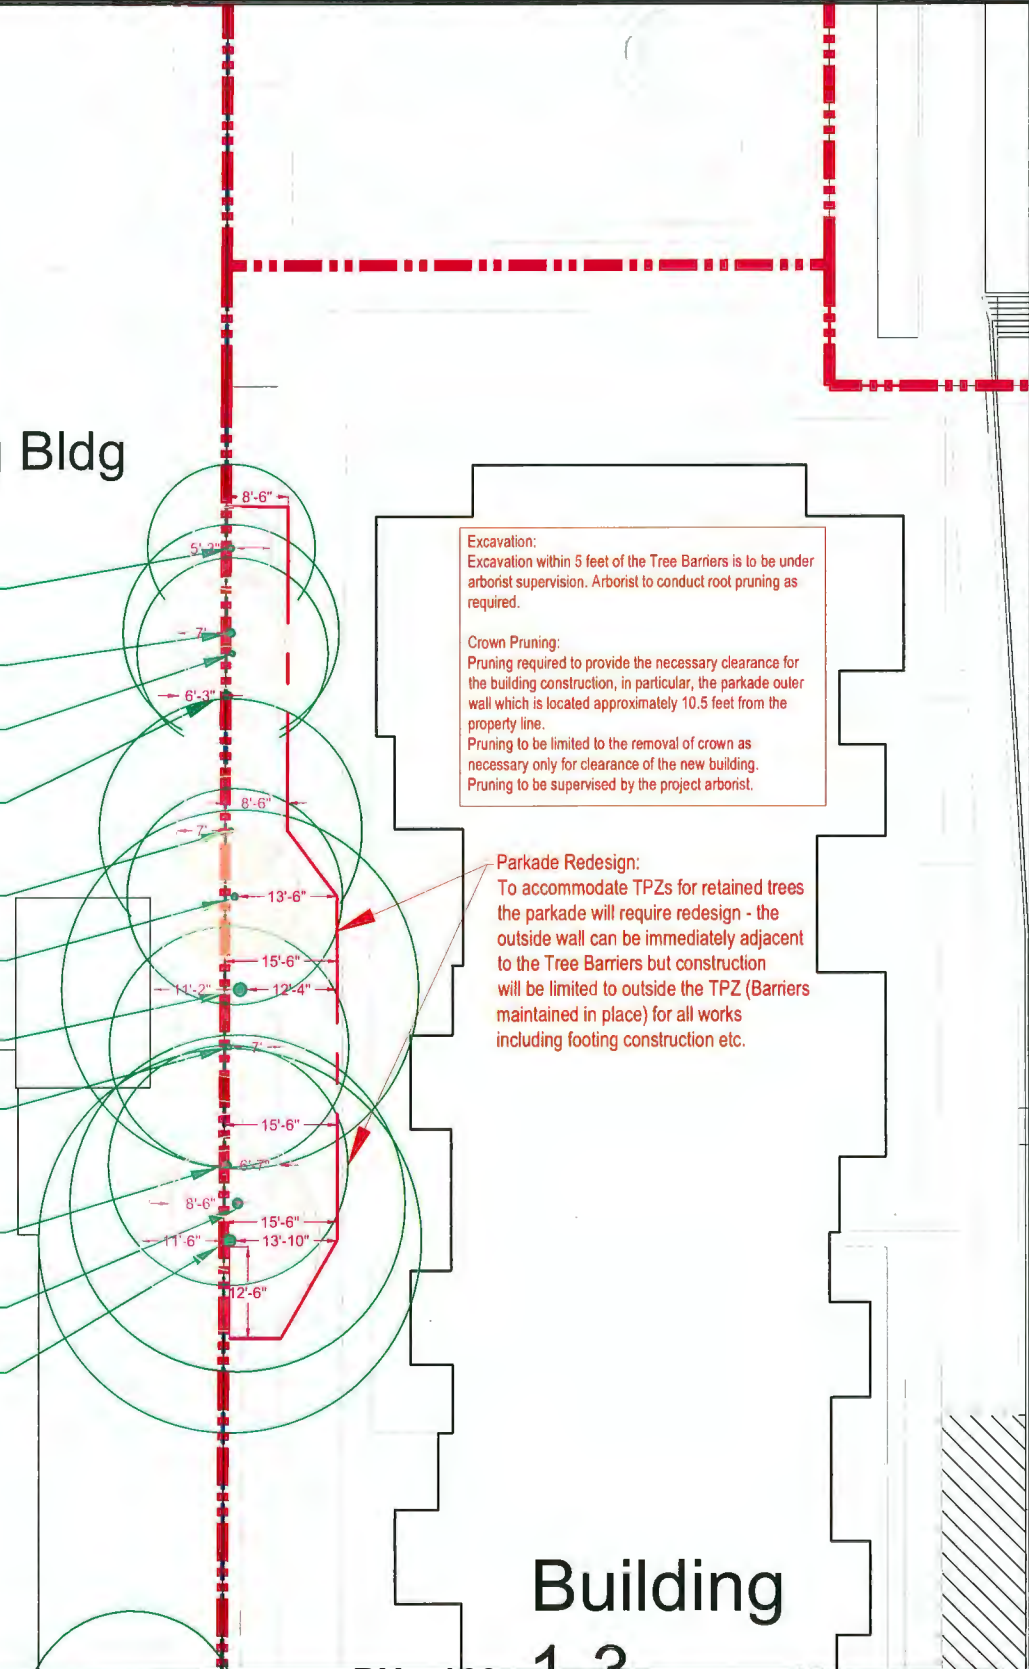 Bldg
8'-6"
5'-3"
7'
6'-3"
Excavation:
Excavation within 5 feet of the Tree Barriers is to be under
arborist supervision. Arborist to conduct root pruning as
required.
Crown Pruning:
Pruning required to provide the necessary clearance for
the building construction, in particular, the parkade outer
wall which is located approximately 10.5 feet from the
property line.
Pruning to be limited to the removal of crown as
necessary only for clearance of the new building.
Pruning to be supervised by the project arborist.
8'-6"
7'
Parkade Redesign:
To accommodate TPZs for retained trees
the parkade will require redesign - the
outside wall can be immediately adjacent
to the Tree Barriers but construction
will be limited to outside the TPZ (Barriers
maintained in place) for all works
including footing construction etc.
13'-6"
15'-6"
11'-2" 12'-4"
7'
15'-6"
6'-7"
8'-6"
15'-6"
11'-6" 13'-10"
12'-6"
Building